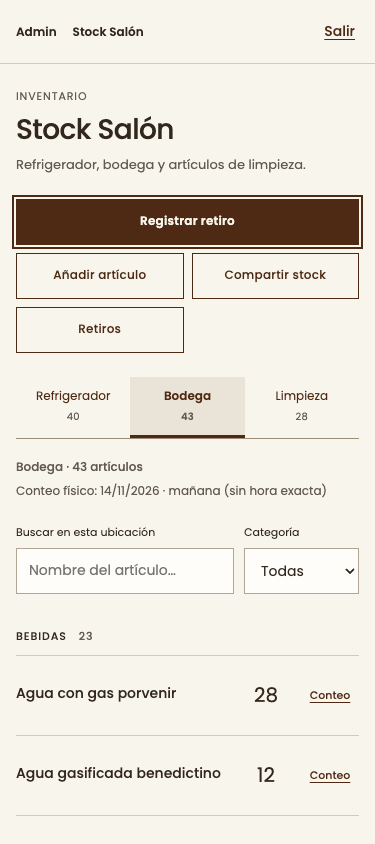 Admin Stock Salón Salir
INVENTARIO
Stock Salón
Refrigerador, bodega y artículos de limpieza.
Registrar retiro
Añadir artículo Compartir stock
Retiros
Refrigerador Bodega Limpieza
40 43 28
Bodega · 43 artículos
Conteo físico: 14/11/2026 · mañana (sin hora exacta)
Buscar en esta ubicación Categoría
Nombre del artículo... Todas
BEBIDAS 23
Agua con gas porvenir 28 Conteo
Agua gasificada benedictino 12 Conteo